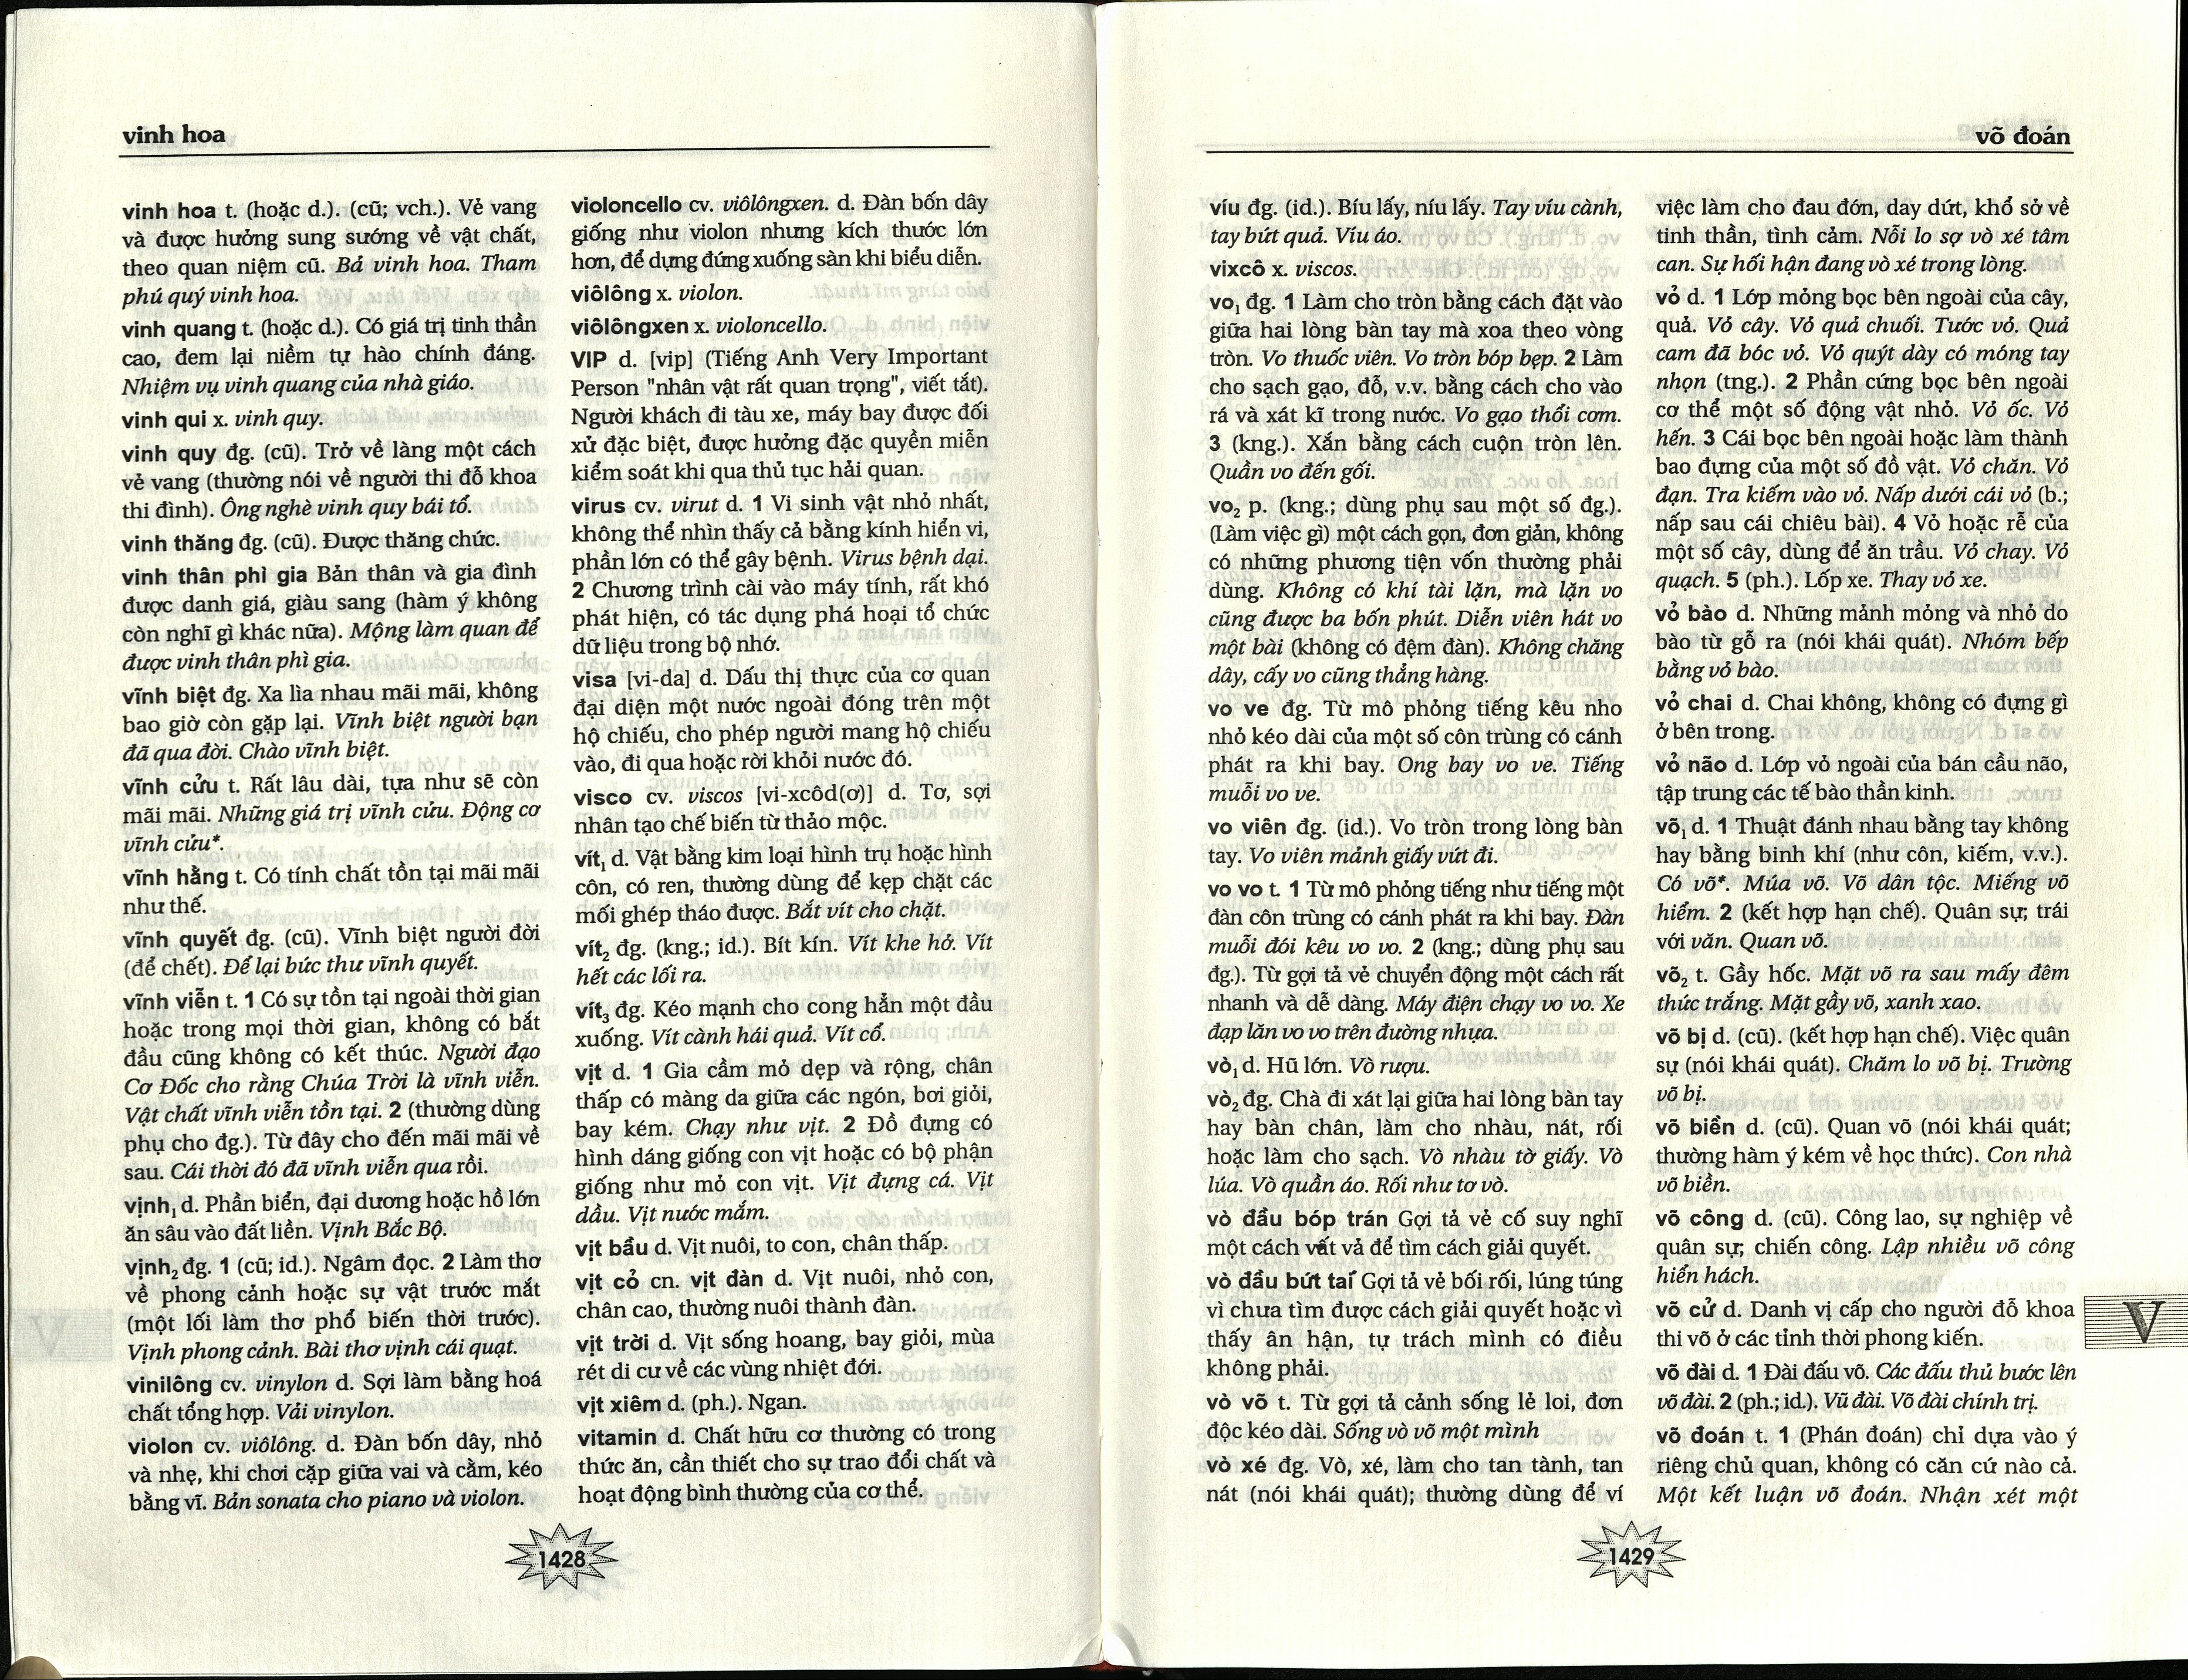 vinh hoa
vinh hoa t. (hoặc d.). (cũ; vch.). Vẻ vang
và được hưởng sung sướng về vật chất,
theo quan niệm cũ. Bả vinh hoa. Tham
phú quý vinh hoa.
vinh quang t. (hoặc d.). Có giá trị tinh thần
cao, đem lại niềm tự hào chính đáng.
Nhiệm vụ vinh quang của nhà giáo.
vinh qui x. vinh quy.
vinh quy đg. (cũ). Trở về làng một cách
vẻ vang (thường nói về người thi đỗ khoa
thi đình). Ông nghè vinh quy bái tổ.
vinh thăng đg. (cũ). Được thăng chức.
vinh thân phì gia Bản thân và gia đình
được danh giá, giàu sang (hàm ý không
còn nghĩ gì khác nữa). Mộng làm quan để
được vinh thân phì gia.
vĩnh biệt đg. Xa lìa nhau mãi mãi, không
bao giờ còn gặp lại. Vĩnh biệt người bạn
đã qua đời. Chào vĩnh biệt.
vĩnh cửu t. Rất lâu dài, tựa như sẽ còn
mãi mãi. Những giá trị vĩnh cửu. Động cơ
vĩnh cửu*.
vĩnh hằng t. Có tính chất tồn tại mãi mãi
như thế.
vĩnh quyết đg. (cũ). Vĩnh biệt người đời
(để chết). Để lại bức thư vĩnh quyết.
vĩnh viễn t. 1 Có sự tồn tại ngoài thời gian
hoặc trong mọi thời gian, không có bắt
đầu cũng không có kết thúc. Người đạo
Cơ Đốc cho rằng Chúa Trời là vĩnh viễn.
Vật chất vĩnh viễn tồn tại. 2 (thường dùng
phụ cho đg.). Từ đây cho đến mãi mãi về
sau. Cái thời đó đã vĩnh viễn qua rồi.
vịnh₁ d. Phần biển, đại dương hoặc hồ lớn
ăn sâu vào đất liền. Vịnh Bắc Bộ.
vịnh₂ đg. 1 (cũ; id.). Ngâm đọc. 2 Làm thơ
về phong cảnh hoặc sự vật trước mắt
(một lối làm thơ phổ biến thời trước).
Vịnh phong cảnh. Bài thơ vịnh cái quạt.
vinilông cv. vinylon d. Sợi làm bằng hoá
chất tổng hợp. Vải vinylon.
violon cv. viôlông. d. Đàn bốn dây, nhỏ
và nhẹ, khi chơi cặp giữa vai và cằm, kéo
bằng vĩ. Bản sonata cho piano và violon.
violoncello cv. viôlôngxen. d. Đàn bốn dây
giống như violon nhưng kích thước lớn
hơn, để dựng đứng xuống sàn khi biểu diễn.
viôlông x. violon.
viôlôngxen x. violoncello.
VIP d. [vip] (Tiếng Anh Very Important
Person "nhân vật rất quan trọng", viết tắt).
Người khách đi tàu xe, máy bay được đối
xử đặc biệt, được hưởng đặc quyền miễn
kiểm soát khi qua thủ tục hải quan.
virus cv. virut d. 1 Vi sinh vật nhỏ nhất,
không thể nhìn thấy cả bằng kính hiển vi,
phần lớn có thể gây bệnh. Virus bệnh dại.
2 Chương trình cài vào máy tính, rất khó
phát hiện, có tác dụng phá hoại tổ chức
dữ liệu trong bộ nhớ.
visa [vi-da] d. Dấu thị thực của cơ quan
đại diện một nước ngoài đóng trên một
hộ chiếu, cho phép người mang hộ chiếu
vào, đi qua hoặc rời khỏi nước đó.
visco cv. viscos [vi-xcôd(ơ)] d. Tơ, sợi
nhân tạo chế biến từ thảo mộc.
vít₁ d. Vật bằng kim loại hình trụ hoặc hình
côn, có ren, thường dùng để kẹp chặt các
mối ghép tháo được. Bắt vít cho chặt.
vít₂ đg. (kng.; id.). Bít kín. Vít khe hở. Vít
hết các lối ra.
vít₃ đg. Kéo mạnh cho cong hẳn một đầu
xuống. Vít cành hái quả. Vít cổ.
vịt d. 1 Gia cầm mỏ dẹp và rộng, chân
thấp có màng da giữa các ngón, bơi giỏi,
bay kém. Chạy như vịt. 2 Đồ đựng có
hình dáng giống con vịt hoặc có bộ phận
giống như mỏ con vịt. Vịt đựng cá. Vịt
dầu. Vịt nước mắm.
vịt bầu d. Vịt nuôi, to con, chân thấp.
vịt cỏ cn. vịt đàn d. Vịt nuôi, nhỏ con,
chân cao, thường nuôi thành đàn.
vịt trời d. Vịt sống hoang, bay giỏi, mùa
rét di cư về các vùng nhiệt đới.
vịt xiêm d. (ph.). Ngan.
vitamin d. Chất hữu cơ thường có trong
thức ăn, cần thiết cho sự trao đổi chất và
hoạt động bình thường của cơ thể.
1428
võ đoán
víu đg. (id.). Bíu lấy, níu lấy. Tay víu cành,
tay bứt quả. Víu áo.
vixcô x. viscos.
vo₁ đg. 1 Làm cho tròn bằng cách đặt vào
giữa hai lòng bàn tay mà xoa theo vòng
tròn. Vo thuốc viên. Vo tròn bóp bẹp. 2 Làm
cho sạch gạo, đỗ, v.v. bằng cách cho vào
rá và xát kĩ trong nước. Vo gạo thổi cơm.
3 (kng.). Xắn bằng cách cuộn tròn lên.
Quần vo đến gối.
vo₂ p. (kng.; dùng phụ sau một số đg.).
(Làm việc gì) một cách gọn, đơn giản, không
có những phương tiện vốn thường phải
dùng. Không có khí tài lặn, mà lặn vo
cũng được ba bốn phút. Diễn viên hát vo
một bài (không có đệm đàn). Không chăng
dây, cấy vo cũng thẳng hàng.
vo ve đg. Từ mô phỏng tiếng kêu nho
nhỏ kéo dài của một số côn trùng có cánh
phát ra khi bay. Ong bay vo ve. Tiếng
muỗi vo ve.
vo viên đg. (id.). Vo tròn trong lòng bàn
tay. Vo viên mảnh giấy vứt đi.
vo vo t. 1 Từ mô phỏng tiếng như tiếng một
đàn côn trùng có cánh phát ra khi bay. Đàn
muỗi đói kêu vo vo. 2 (kng.; dùng phụ sau
đg.). Từ gợi tả vẻ chuyển động một cách rất
nhanh và dễ dàng. Máy điện chạy vo vo. Xe
đạp lăn vo vo trên đường nhựa.
vò₁ d. Hũ lớn. Vò rượu.
vò₂ đg. Chà đi xát lại giữa hai lòng bàn tay
hay bàn chân, làm cho nhàu, nát, rối
hoặc làm cho sạch. Vò nhàu tờ giấy. Vò
lúa. Vò quần áo. Rối như tơ vò.
vò đầu bóp trán Gợi tả vẻ cố suy nghĩ
một cách vất vả để tìm cách giải quyết.
vò đầu bứt tai Gợi tả vẻ bối rối, lúng túng
vì chưa tìm được cách giải quyết hoặc vì
thấy ân hận, tự trách mình có điều
không phải.
vò võ t. Từ gợi tả cảnh sống lẻ loi, đơn
độc kéo dài. Sống vò võ một mình
vò xé đg. Vò, xé, làm cho tan tành, tan
nát (nói khái quát); thường dùng để ví
việc làm cho đau đớn, day dứt, khổ sở về
tinh thần, tình cảm. Nỗi lo sợ vò xé tâm
can. Sự hối hận đang vò xé trong lòng.
vỏ d. 1 Lớp mỏng bọc bên ngoài của cây,
quả. Vỏ cây. Vỏ quả chuối. Tước vỏ. Quả
cam đã bóc vỏ. Vỏ quýt dày có móng tay
nhọn (tng.). 2 Phần cứng bọc bên ngoài
cơ thể một số động vật nhỏ. Vỏ ốc. Vỏ
hến. 3 Cái bọc bên ngoài hoặc làm thành
bao đựng của một số đồ vật. Vỏ chăn. Vỏ
đạn. Tra kiếm vào vỏ. Nấp dưới cái vỏ (b.;
nấp sau cái chiêu bài). 4 Vỏ hoặc rễ của
một số cây, dùng để ăn trầu. Vỏ chay. Vỏ
quạch. 5 (ph.). Lốp xe. Thay vỏ xe.
vỏ bào d. Những mảnh mỏng và nhỏ do
bào từ gỗ ra (nói khái quát). Nhóm bếp
bằng vỏ bào.
vỏ chai d. Chai không, không có đựng gì
ở bên trong.
vỏ não d. Lớp vỏ ngoài của bán cầu não,
tập trung các tế bào thần kinh.
võ₁ d. 1 Thuật đánh nhau bằng tay không
hay bằng binh khí (như côn, kiếm, v.v.).
Có võ*. Múa võ. Võ dân tộc. Miếng võ
hiểm. 2 (kết hợp hạn chế). Quân sự; trái
với văn. Quan võ.
võ₂ t. Gầy hốc. Mặt võ ra sau mấy đêm
thức trắng. Mặt gầy võ, xanh xao.
võ bị d. (cũ). (kết hợp hạn chế). Việc quân
sự (nói khái quát). Chăm lo võ bị. Trường
võ bị.
võ biền d. (cũ). Quan võ (nói khái quát;
thường hàm ý kém về học thức). Con nhà
võ biền.
võ công d. (cũ). Công lao, sự nghiệp về
quân sự; chiến công. Lập nhiều võ công
hiển hách.
võ cử d. Danh vị cấp cho người đỗ khoa
thi võ ở các tỉnh thời phong kiến.
võ đài d. 1 Đài đấu võ. Các đấu thủ bước lên
võ đài. 2 (ph.; id.). Vũ đài. Võ đài chính trị.
võ đoán t. 1 (Phán đoán) chỉ dựa vào ý
riêng chủ quan, không có căn cứ nào cả.
Một kết luận võ đoán. Nhận xét một
V
1429